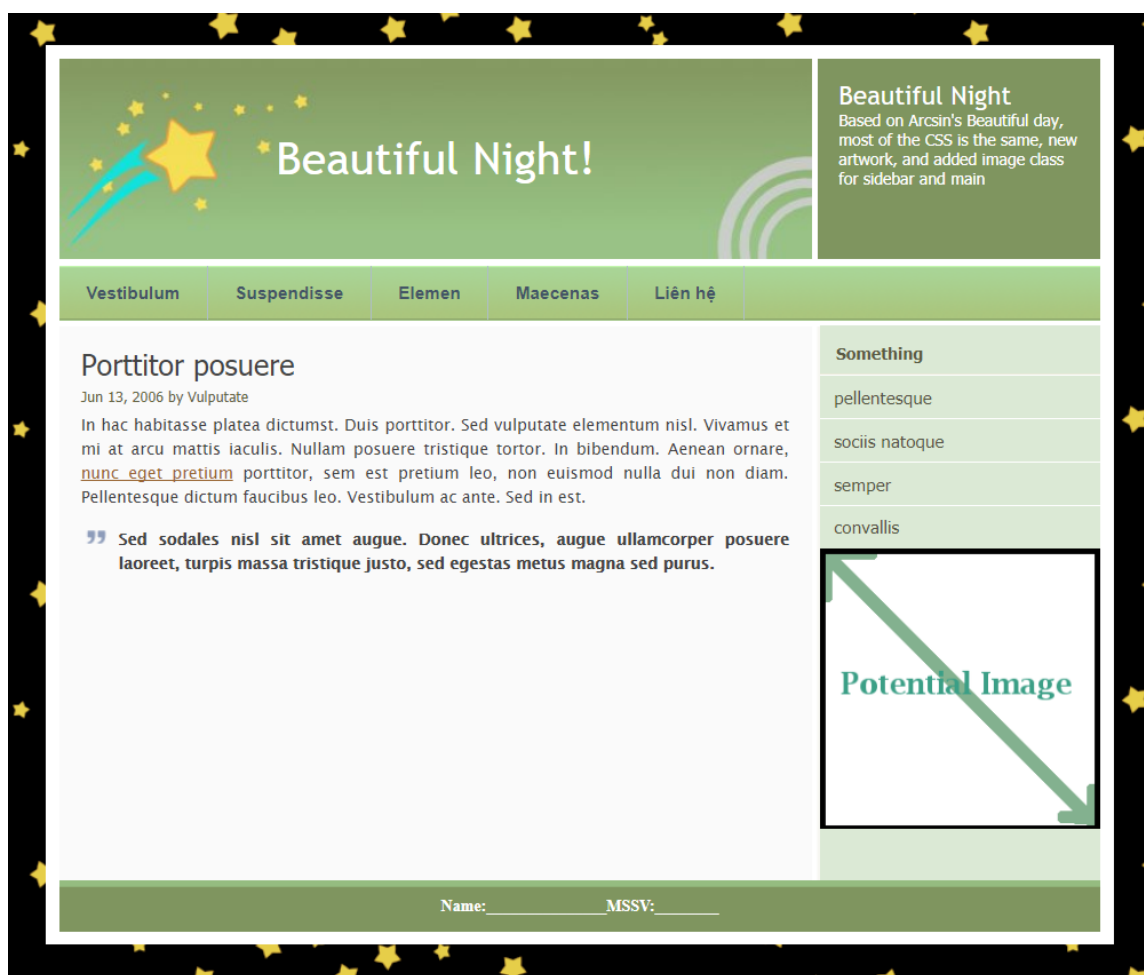 Beautiful Night!
Beautiful Night
Based on Arcsin's Beautiful day,
most of the CSS is the same, new
artwork, and added image class
for sidebar and main
Vestibulum Suspendisse Elemen Maecenas Liên hệ
Porttitor posuere
Jun 13, 2006 by Vulputate
In hac habitasse platea dictumst. Duis porttitor. Sed vulputate elementum nisl. Vivamus et
mi at arcu mattis iaculis. Nullam posuere tristique tortor. In bibendum. Aenean ornare,
nunc eget pretium porttitor, sem est pretium leo, non euismod nulla dui non diam.
Pellentesque dictum faucibus leo. Vestibulum ac ante. Sed in est.
” Sed sodales nisl sit amet augue. Donec ultrices, augue ullamcorper posuere
laoreet, turpis massa tristique justo, sed egestas metus magna sed purus.
Something
pellentesque
sociis natoque
semper
convallis
Potential Image
Name:_______________MSSV:________